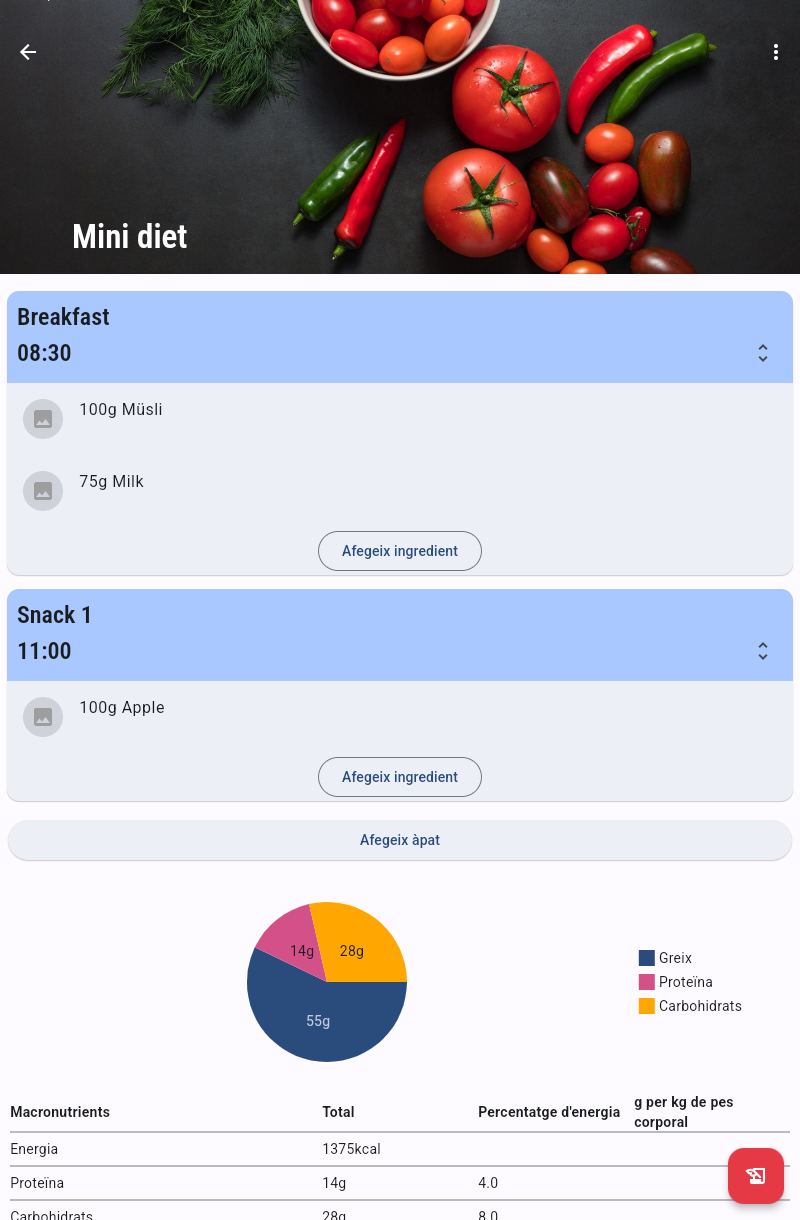 Mini diet
Breakfast
08:30
100g Müsli
75g Milk
Afegeix ingredient
Snack 1
11:00
100g Apple
Afegeix ingredient
Afegeix àpat
14g
28g
55g
Greix
Proteïna
Carbohidrats
Macronutrients Total Percentatge d'energia g per kg de pes corporal
Energia 1375kcal
Proteïna 14g 4.0
Carbohidrats 28g 8.0